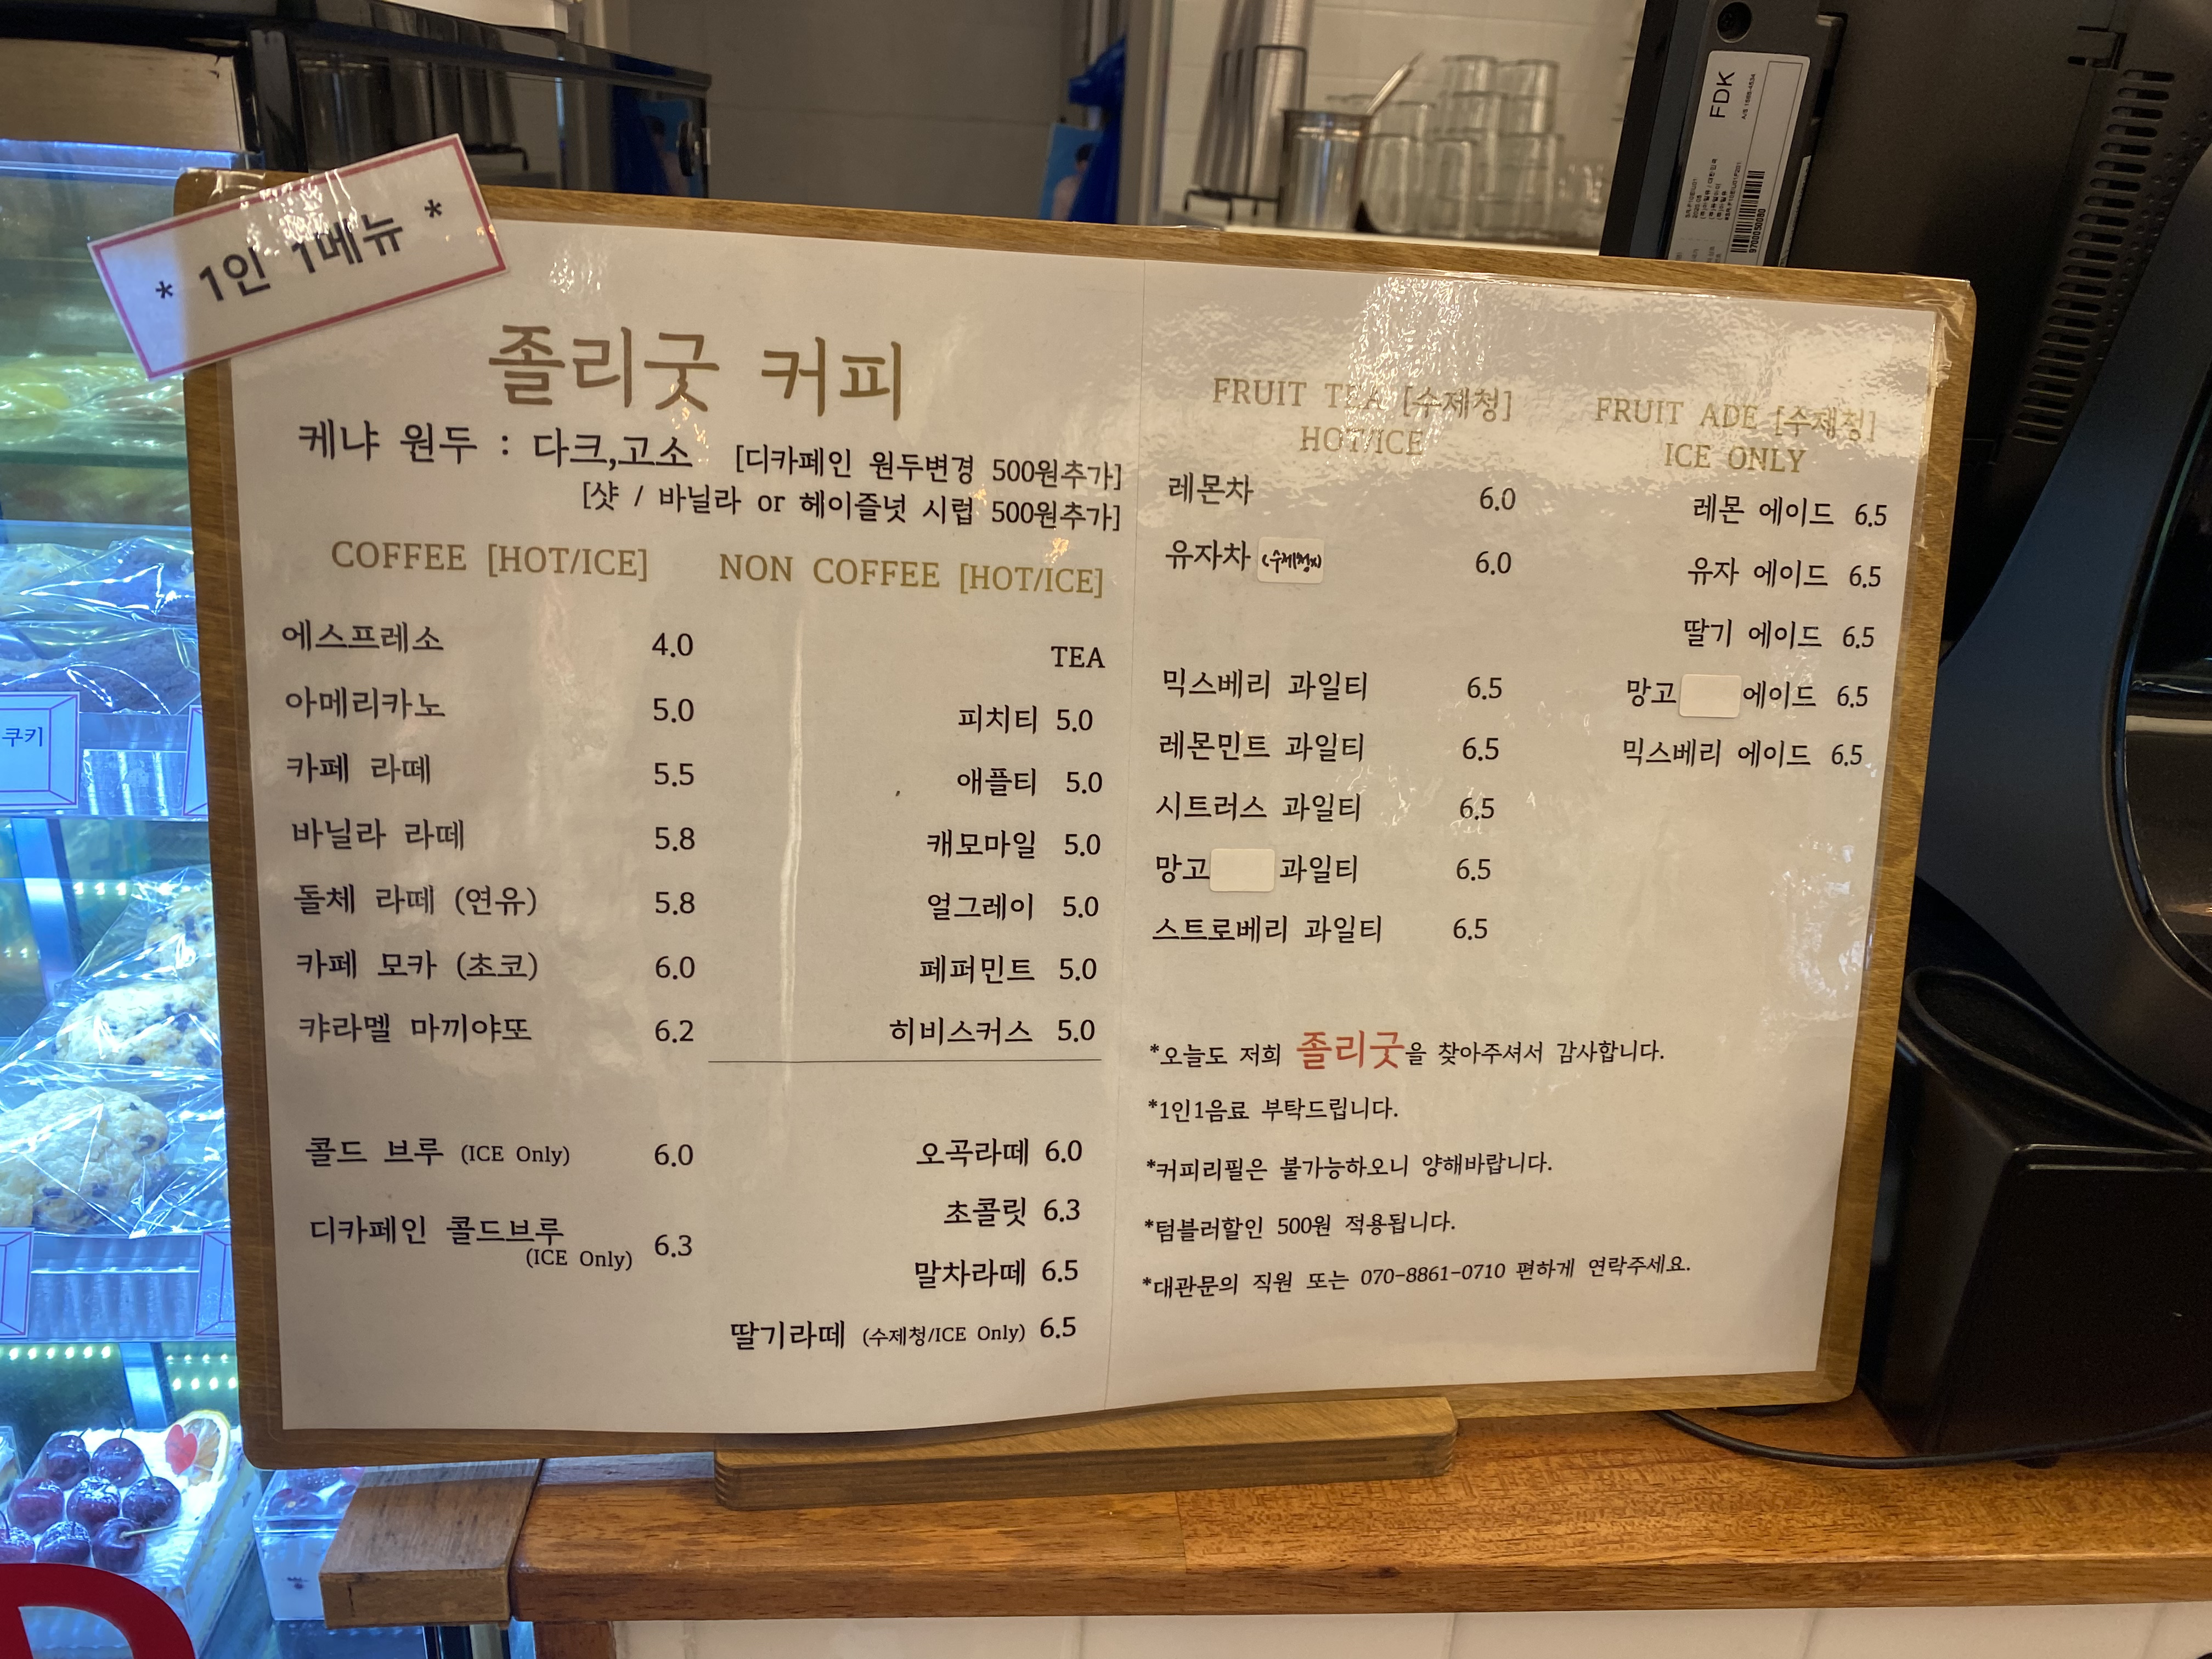 * 1인 1메뉴 *
졸리굿 커피
케냐 원두 : 다크,고소 [디카페인 원두변경 500원추가]
[샷 / 바닐라 or 헤이즐넛 시럽 500원추가]
COFFEE [HOT/ICE]
에스프레소 4.0
아메리카노 5.0
카페 라떼 5.5
바닐라 라떼 5.8
돌체 라떼 (연유) 5.8
카페 모카 (초코) 6.0
캬라멜 마끼야또 6.2
콜드 브루 (ICE Only) 6.0
디카페인 콜드브루
(ICE Only) 6.3
NON COFFEE [HOT/ICE]
TEA
피치티 5.0
애플티 5.0
캐모마일 5.0
얼그레이 5.0
페퍼민트 5.0
히비스커스 5.0
오곡라떼 6.0
초콜릿 6.3
말차라떼 6.5
딸기라떼 (수제청/ICE Only) 6.5
FRUIT TEA [수제청]
HOT/ICE
레몬차 6.0
유자차 (수제청X) 6.0
믹스베리 과일티 6.5
레몬민트 과일티 6.5
시트러스 과일티 6.5
망고 과일티 6.5
스트로베리 과일티 6.5
FRUIT ADE [수제청]
ICE ONLY
레몬 에이드 6.5
유자 에이드 6.5
딸기 에이드 6.5
망고 에이드 6.5
믹스베리 에이드 6.5
*오늘도 저희 졸리굿을 찾아주셔서 감사합니다.
*1인1음료 부탁드립니다.
*커피리필은 불가능하오니 양해바랍니다.
*텀블러할인 500원 적용됩니다.
*대관문의 직원 또는 070-8861-0710 편하게 연락주세요.
쿠키
FDK